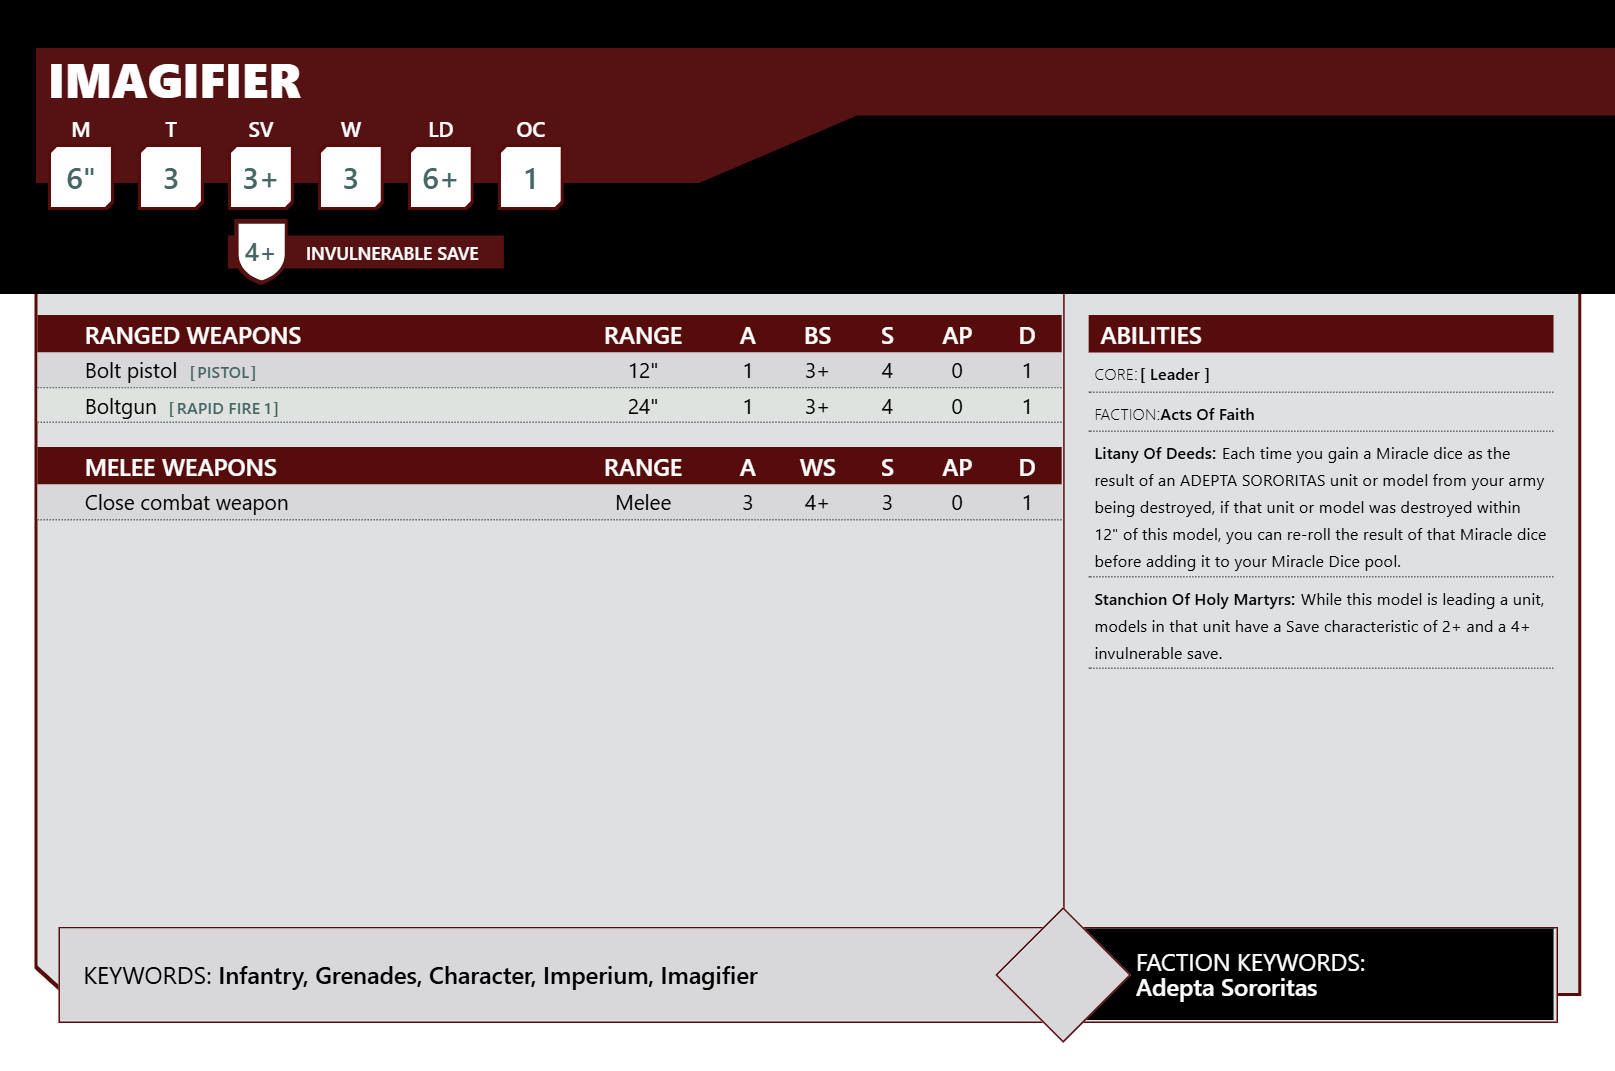 IMAGIFIER
M T SV W LD OC
6" 3 3+ 3 6+ 1
4+ INVULNERABLE SAVE
RANGED WEAPONS RANGE A BS S AP D
Bolt pistol [PISTOL] 12" 1 3+ 4 0 1
Boltgun [RAPID FIRE 1] 24" 1 3+ 4 0 1
MELEE WEAPONS RANGE A WS S AP D
Close combat weapon Melee 3 4+ 3 0 1
ABILITIES
CORE:[ Leader ]
FACTION:Acts Of Faith
Litany Of Deeds: Each time you gain a Miracle dice as the
result of an ADEPTA SORORITAS unit or model from your army
being destroyed, if that unit or model was destroyed within
12" of this model, you can re-roll the result of that Miracle dice
before adding it to your Miracle Dice pool.
Stanchion Of Holy Martyrs: While this model is leading a unit,
models in that unit have a Save characteristic of 2+ and a 4+
invulnerable save.
KEYWORDS: Infantry, Grenades, Character, Imperium, Imagifier
FACTION KEYWORDS:
Adepta Sororitas